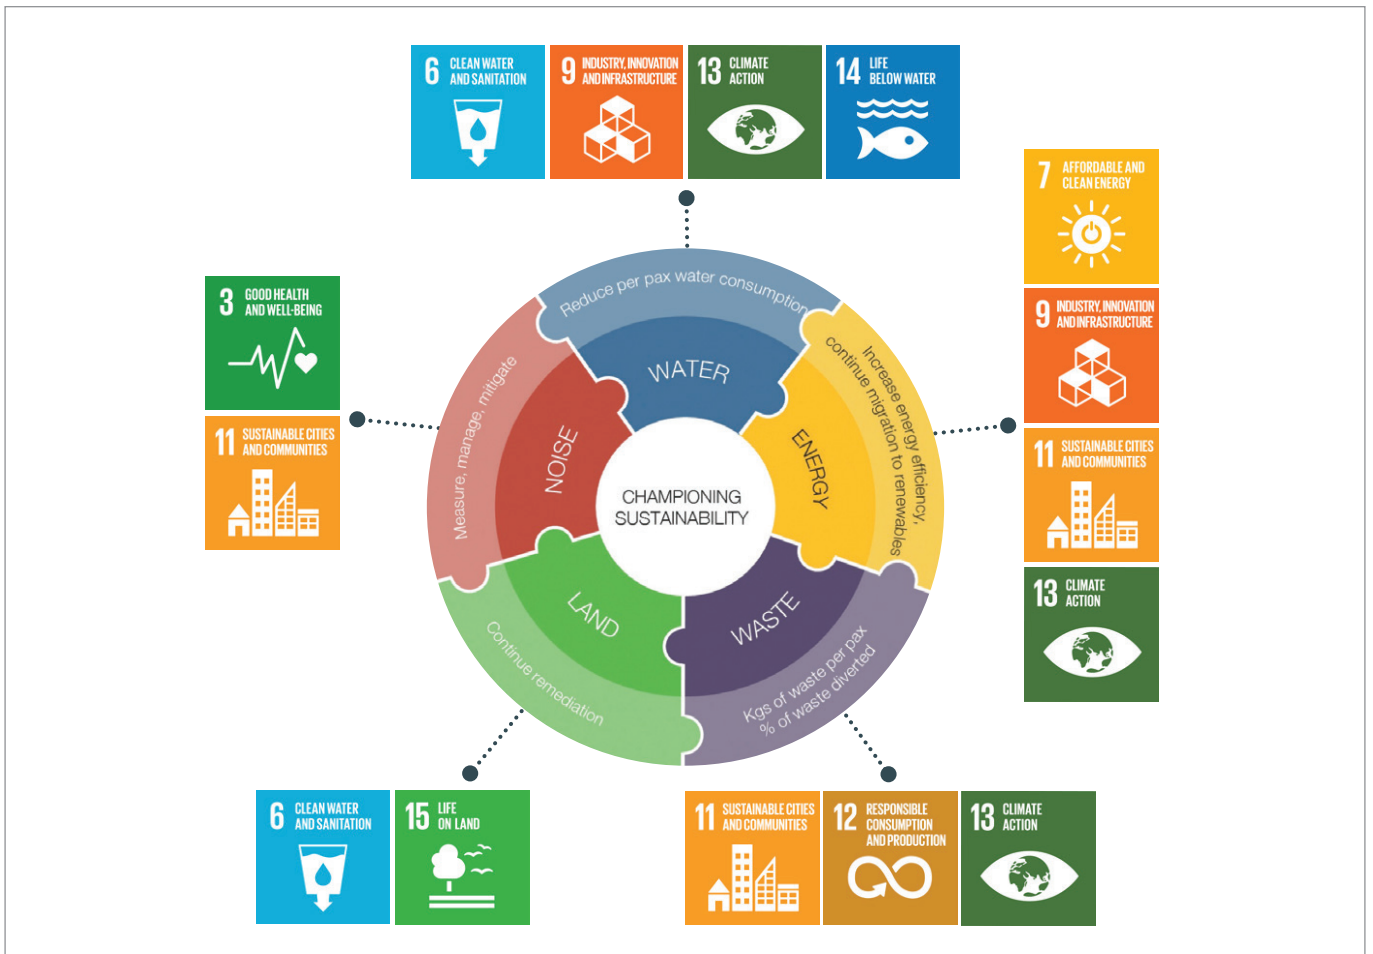 6 CLEAN WATER
AND SANITATION
9 INDUSTRY, INNOVATION
AND INFRASTRUCTURE
13 CLIMATE
ACTION
14 LIFE
BELOW WATER
7 AFFORDABLE AND
CLEAN ENERGY
9 INDUSTRY, INNOVATION
AND INFRASTRUCTURE
11 SUSTAINABLE CITIES
AND COMMUNITIES
13 CLIMATE
ACTION
3 GOOD HEALTH
AND WELL-BEING
11 SUSTAINABLE CITIES
AND COMMUNITIES
Reduce per pax water consumption
WATER
Increase energy efficiency,
continue migration to renewables
ENERGY
Measure, manage, mitigate
NOISE
CHAMPIONING
SUSTAINABILITY
LAND
Continue remediation
WASTE
Kgs of waste per pax
% of waste diverted
6 CLEAN WATER
AND SANITATION
15 LIFE
ON LAND
11 SUSTAINABLE CITIES
AND COMMUNITIES
12 RESPONSIBLE
CONSUMPTION
AND PRODUCTION
13 CLIMATE
ACTION